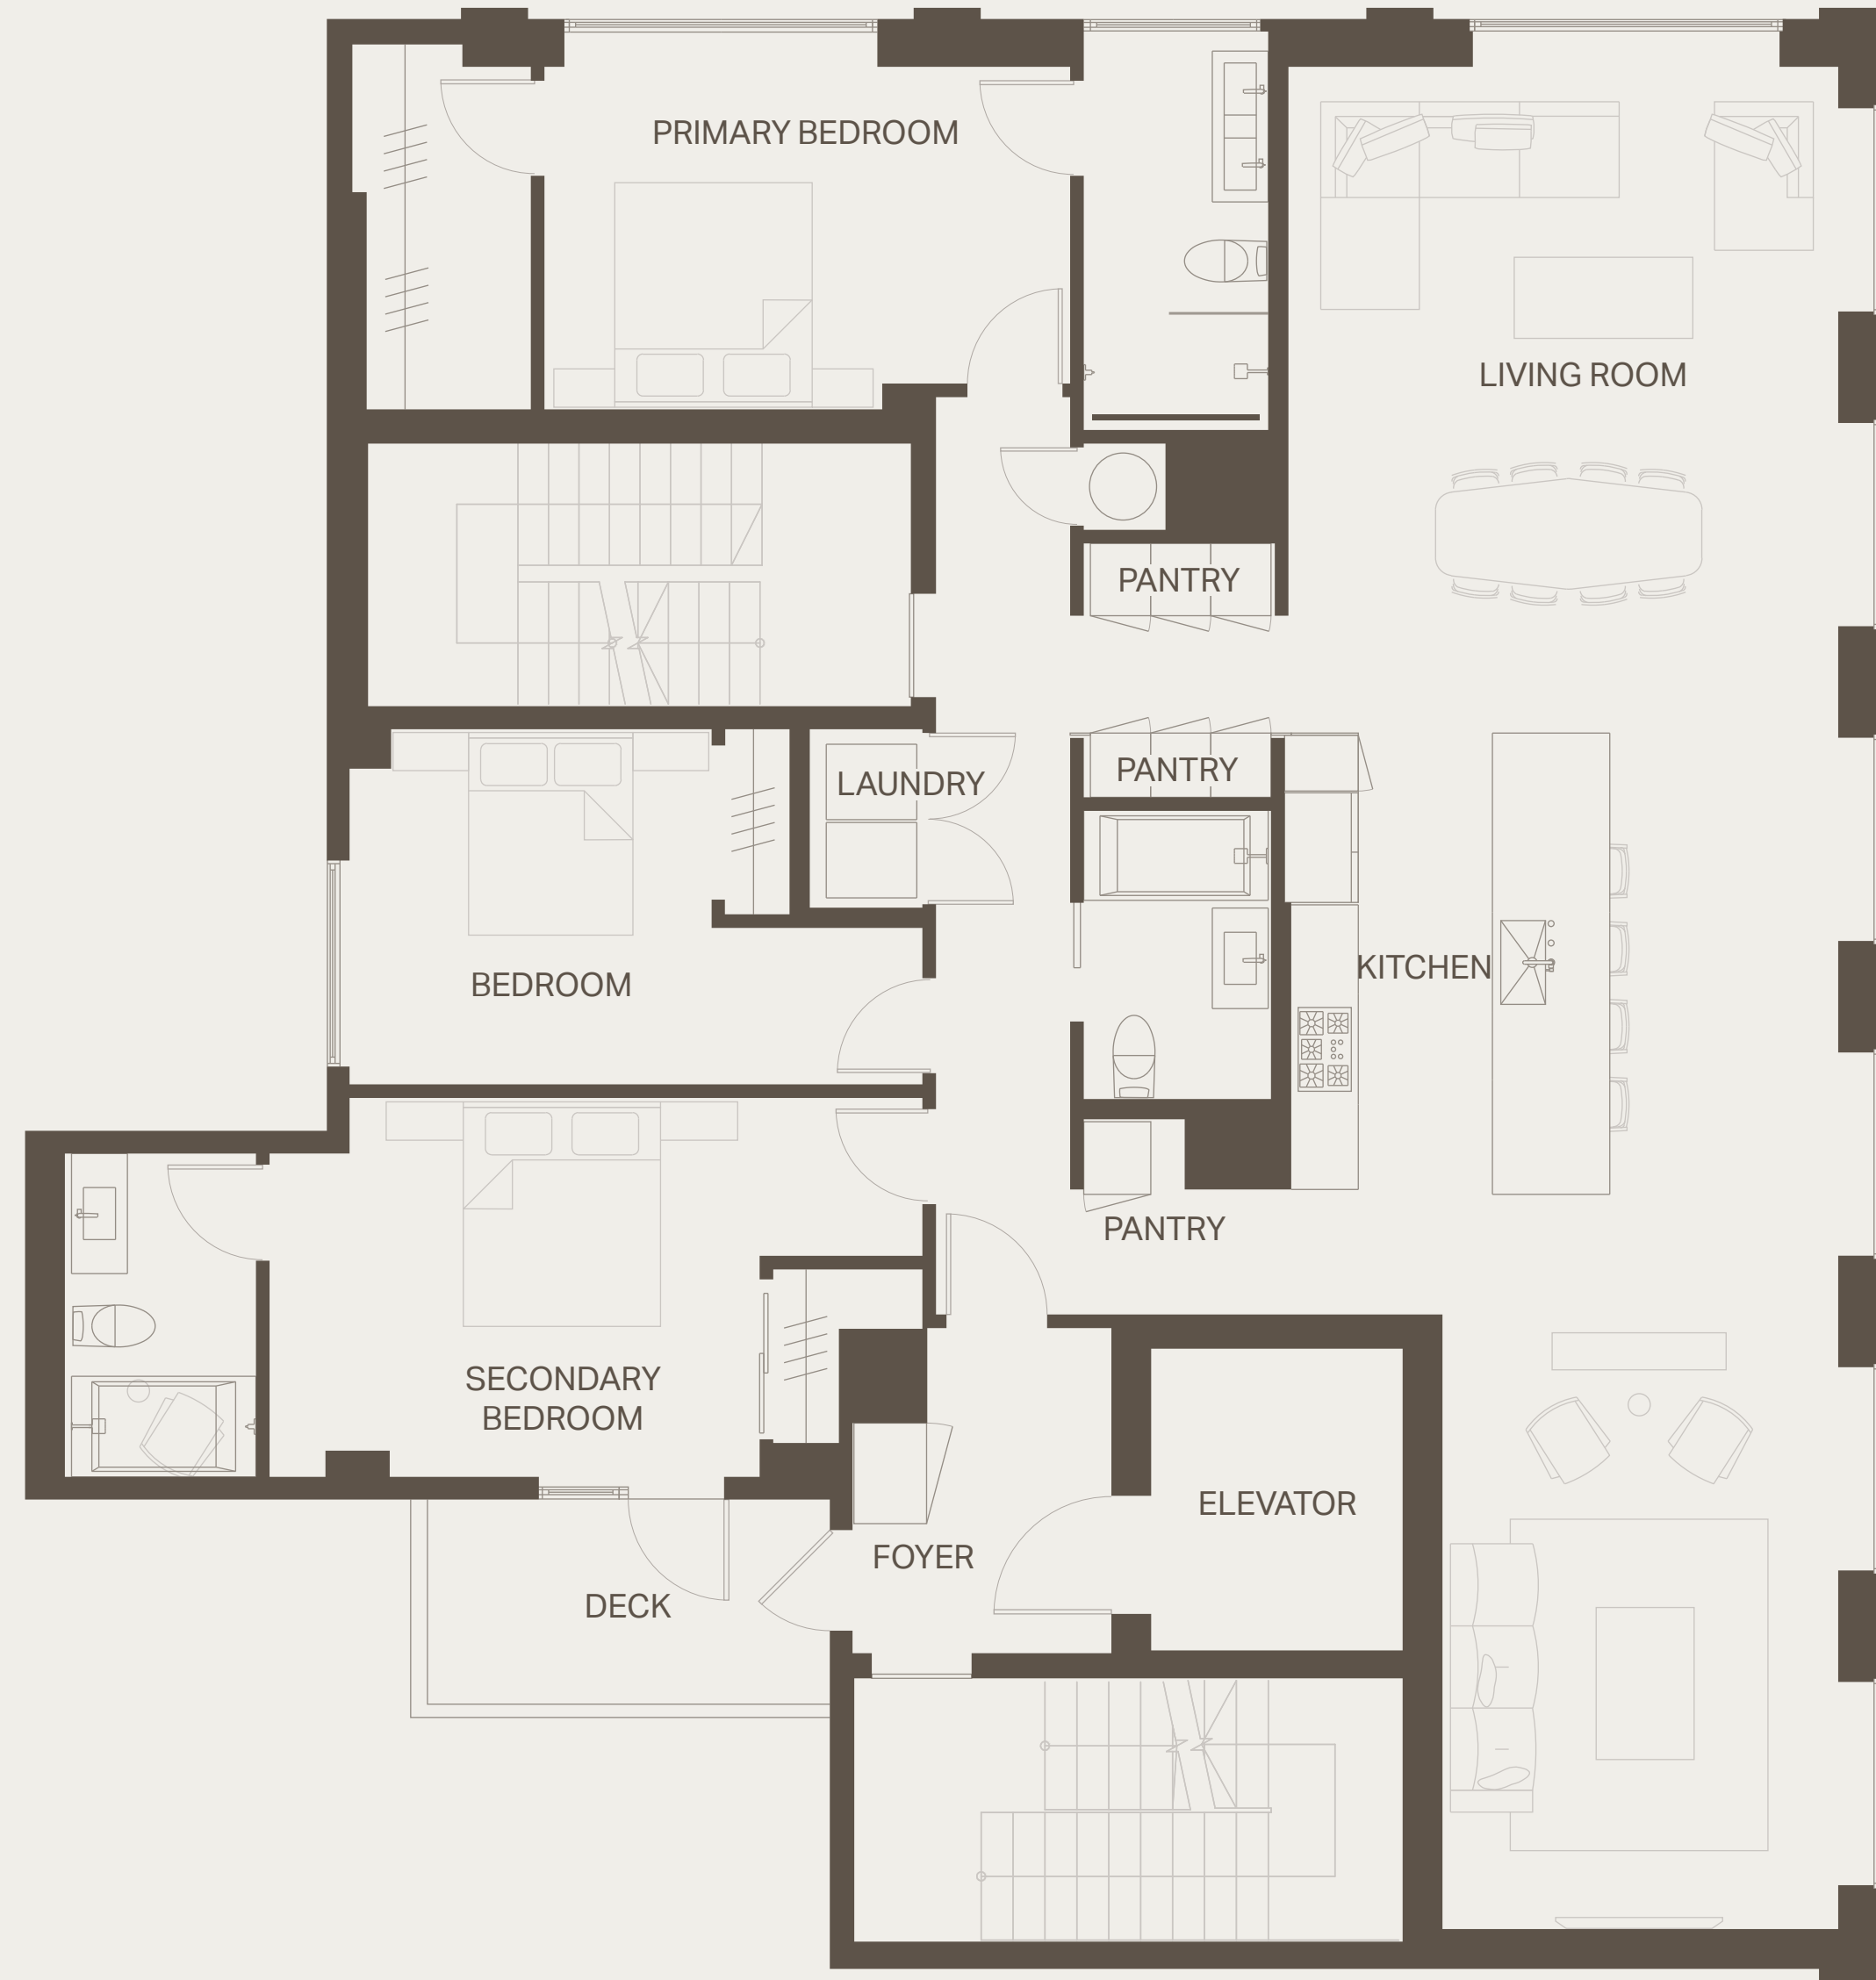 PRIMARY BEDROOM
LIVING ROOM
PANTRY
PANTRY
LAUNDRY
KITCHEN
BEDROOM
PANTRY
SECONDARY
BEDROOM
ELEVATOR
FOYER
DECK